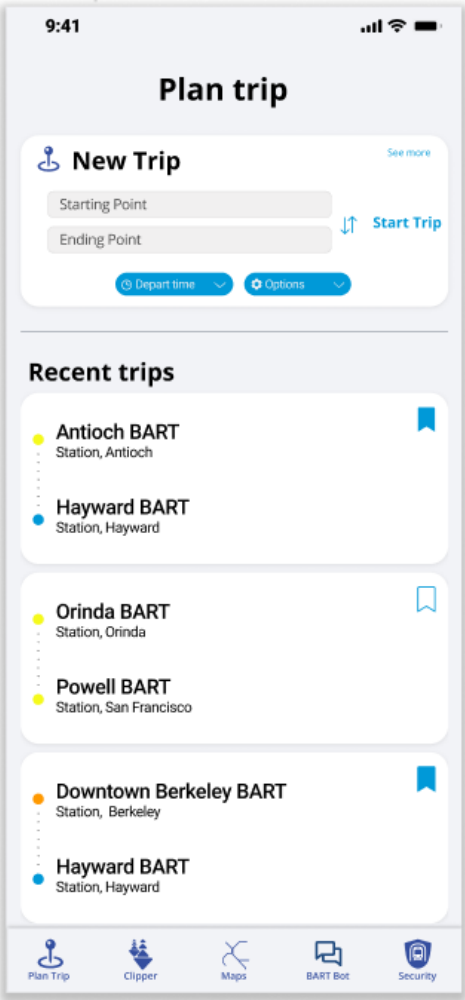 9:41
Plan trip
New Trip
See more
Starting Point
Start Trip
Ending Point
Depart time
Options
Recent trips
Antioch BART
Station, Antioch
Hayward BART
Station, Hayward
Orinda BART
Station, Orinda
Powell BART
Station, San Francisco
Downtown Berkeley BART
Station, Berkeley
Hayward BART
Station, Hayward
Plan Trip
Clipper
Maps
BART Bot
Security